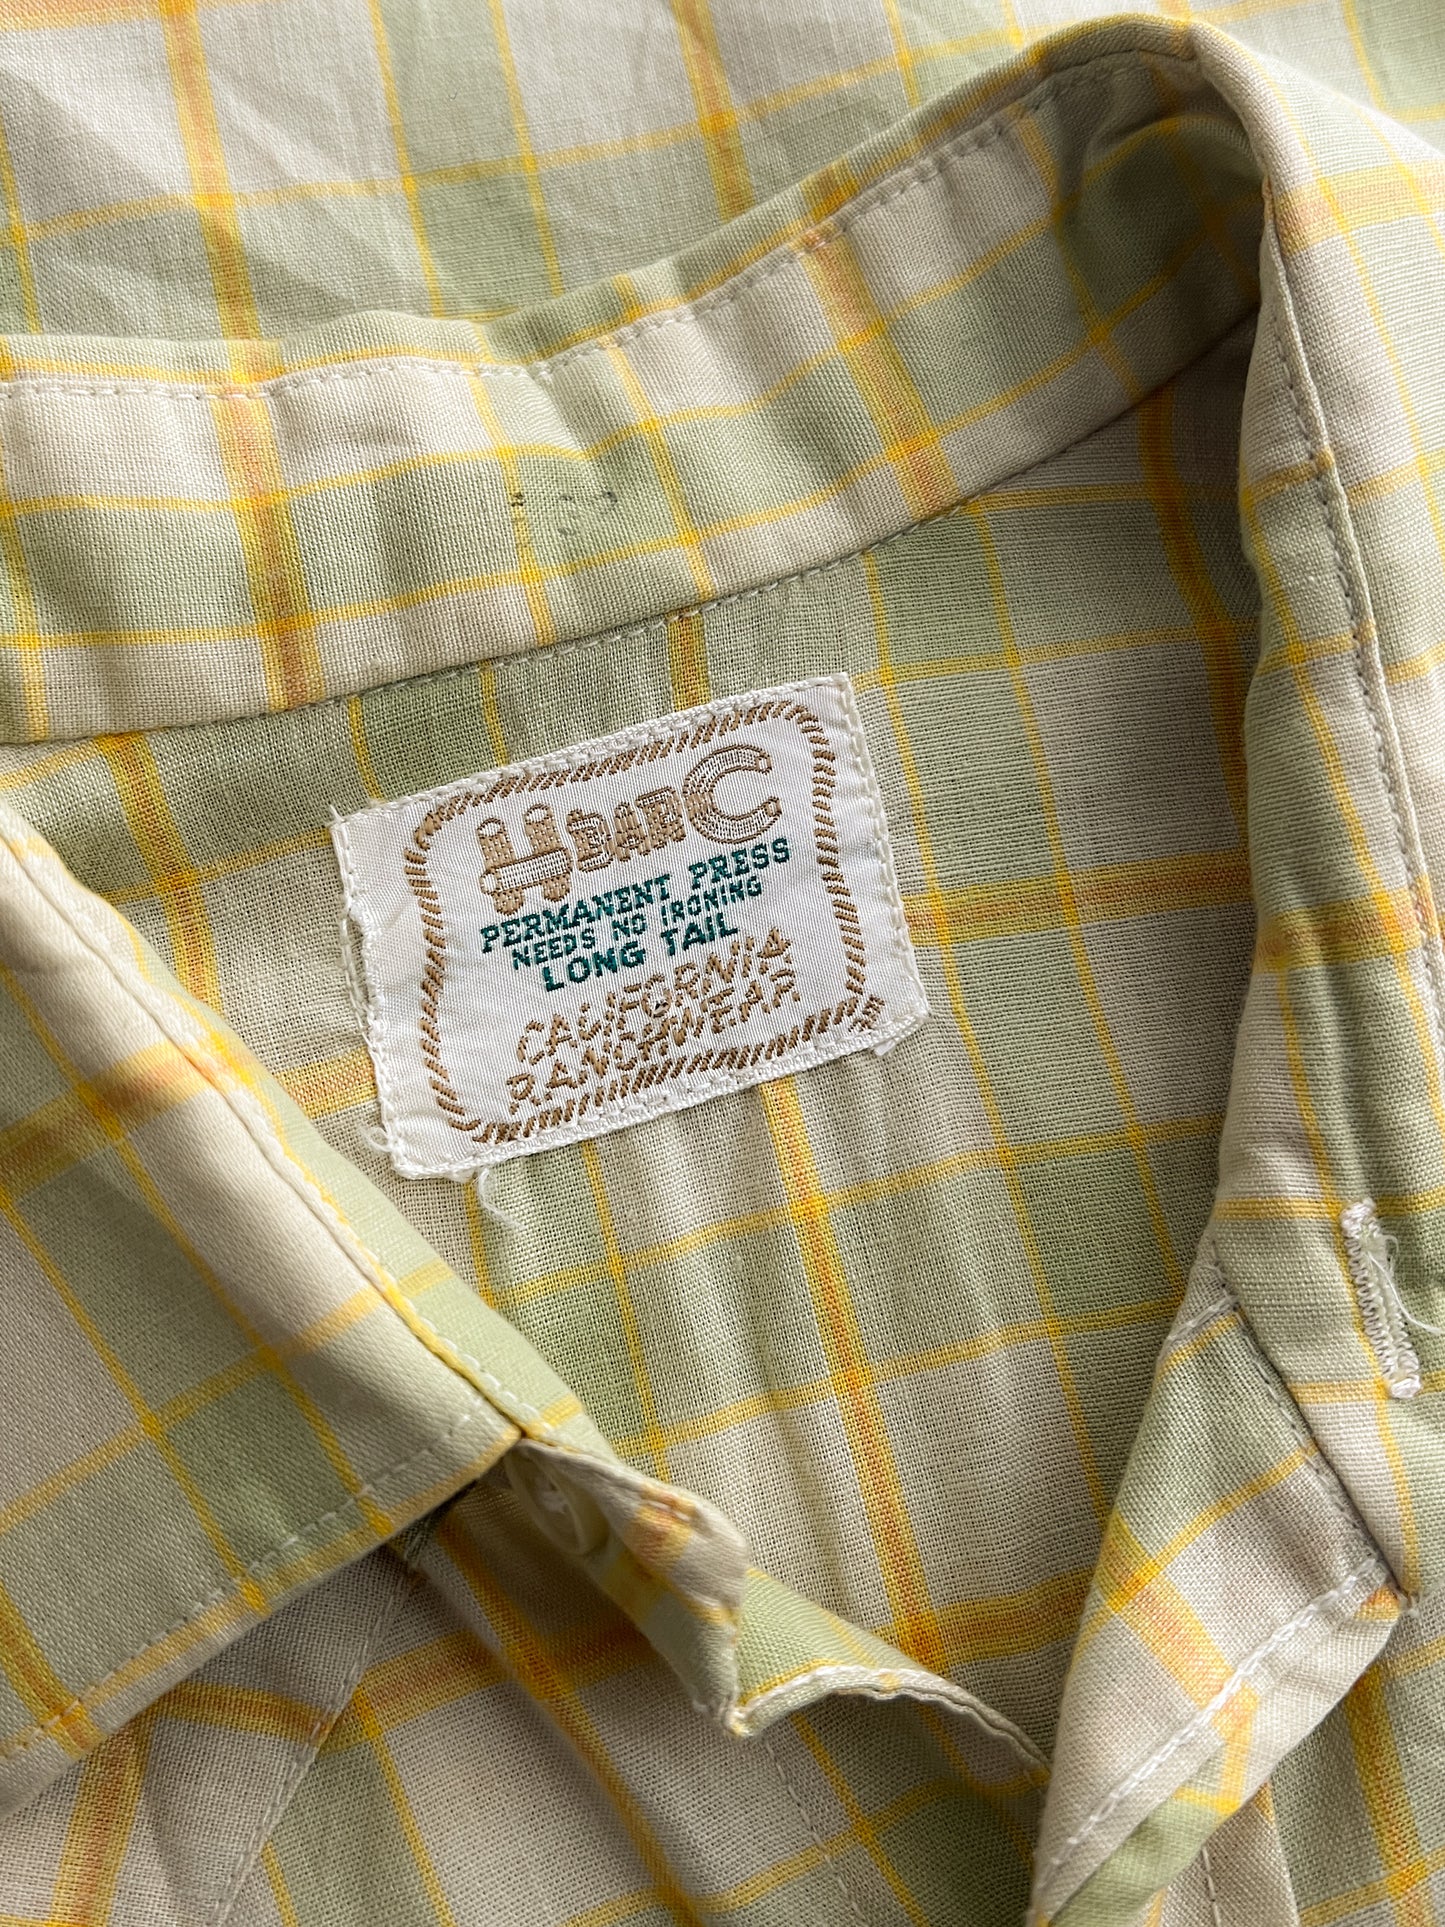 H BAR C
PERMANENT PRESS
NEEDS NO IRONING
LONG TAIL
CALIFORNIA
RANCHWEAR